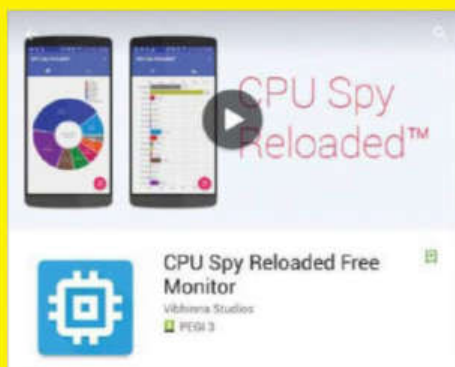 CPU Spy
Reloaded™
CPU Spy Reloaded Free
Monitor
Vibhinna Studios
PEGI 3